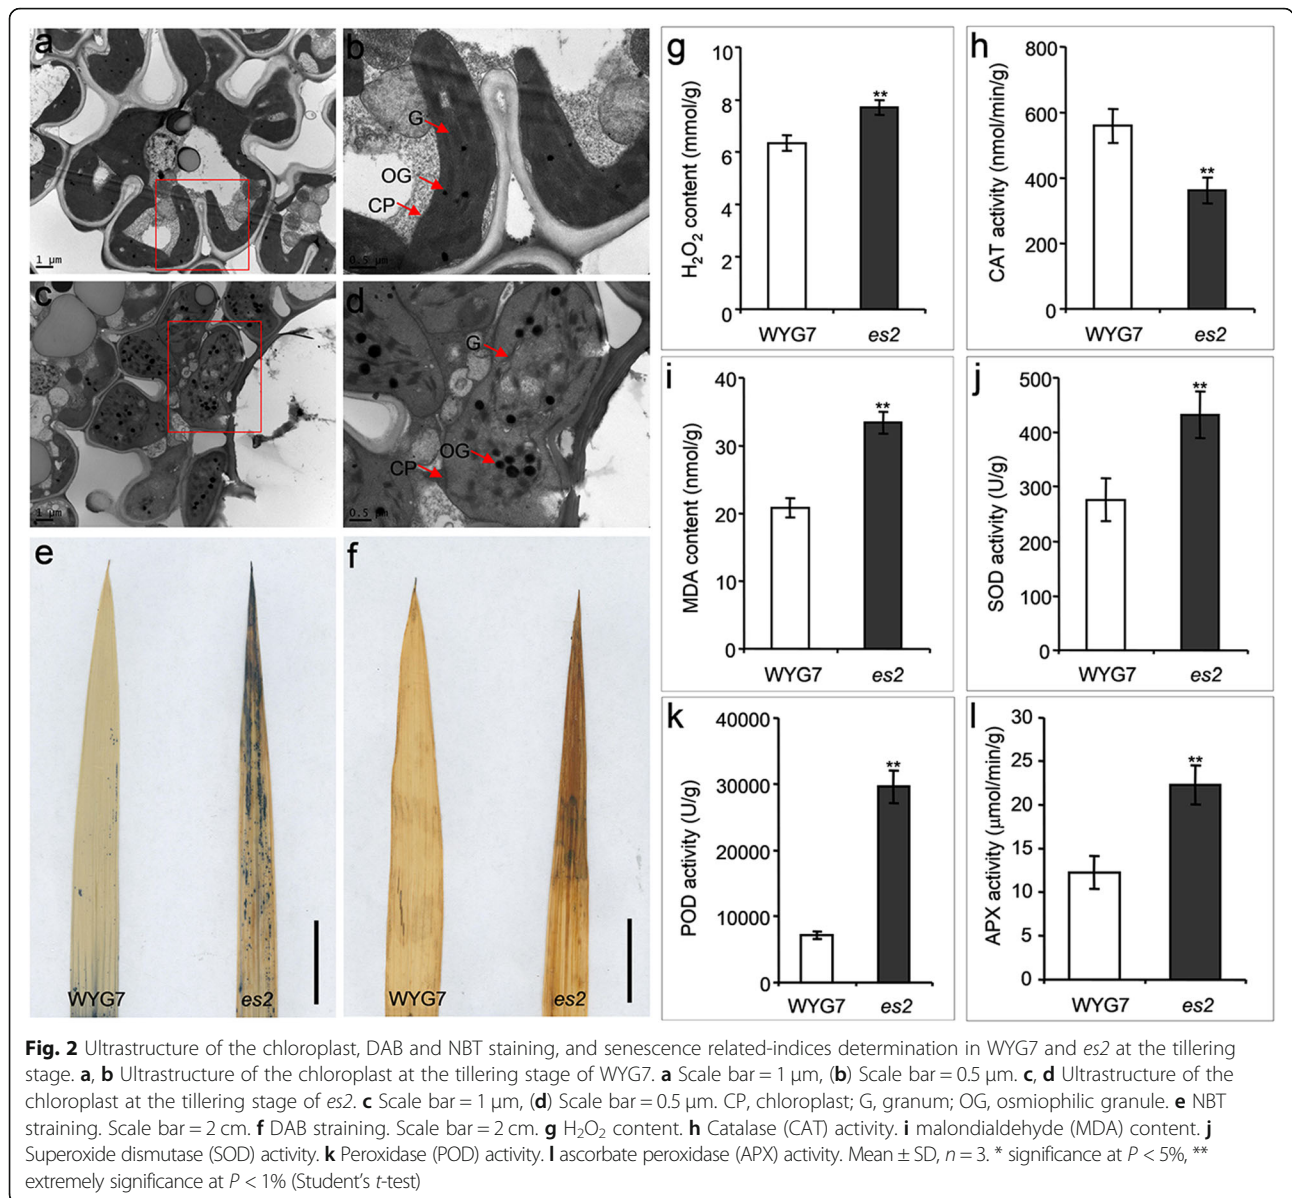 a
1 µm
b
G
OG
CP
0.5 µm
c
1 µm
d
G
OG
CP
0.5 µm
e
WYG7
es2
f
WYG7
es2
g
H2O2 content (mmol/g)
10
8
6
4
2
0
**
WYG7
es2
h
CAT activity (nmol/min/g)
800
600
400
200
0
**
WYG7
es2
i
MDA content (nmol/g)
40
30
20
10
0
**
WYG7
es2
j
SOD activity (U/g)
500
400
300
200
100
0
**
WYG7
es2
k
POD activity (U/g)
40000
30000
20000
10000
0
**
WYG7
es2
l
APX activity (µmol/min/g)
30
25
20
15
10
5
0
**
WYG7
es2
Fig. 2 Ultrastructure of the chloroplast, DAB and NBT staining, and senescence related-indices determination in WYG7 and es2 at the tillering
stage. a, b Ultrastructure of the chloroplast at the tillering stage of WYG7. a Scale bar = 1 µm, (b) Scale bar = 0.5 µm. c, d Ultrastructure of the
chloroplast at the tillering stage of es2. c Scale bar = 1 µm, (d) Scale bar = 0.5 µm. CP, chloroplast; G, granum; OG, osmiophilic granule. e NBT
straining. Scale bar = 2 cm. f DAB straining. Scale bar = 2 cm. g H2O2 content. h Catalase (CAT) activity. i malondialdehyde (MDA) content. j
Superoxide dismutase (SOD) activity. k Peroxidase (POD) activity. l ascorbate peroxidase (APX) activity. Mean ± SD, n = 3. * significance at P < 5%, **
extremely significance at P < 1% (Student's t-test)